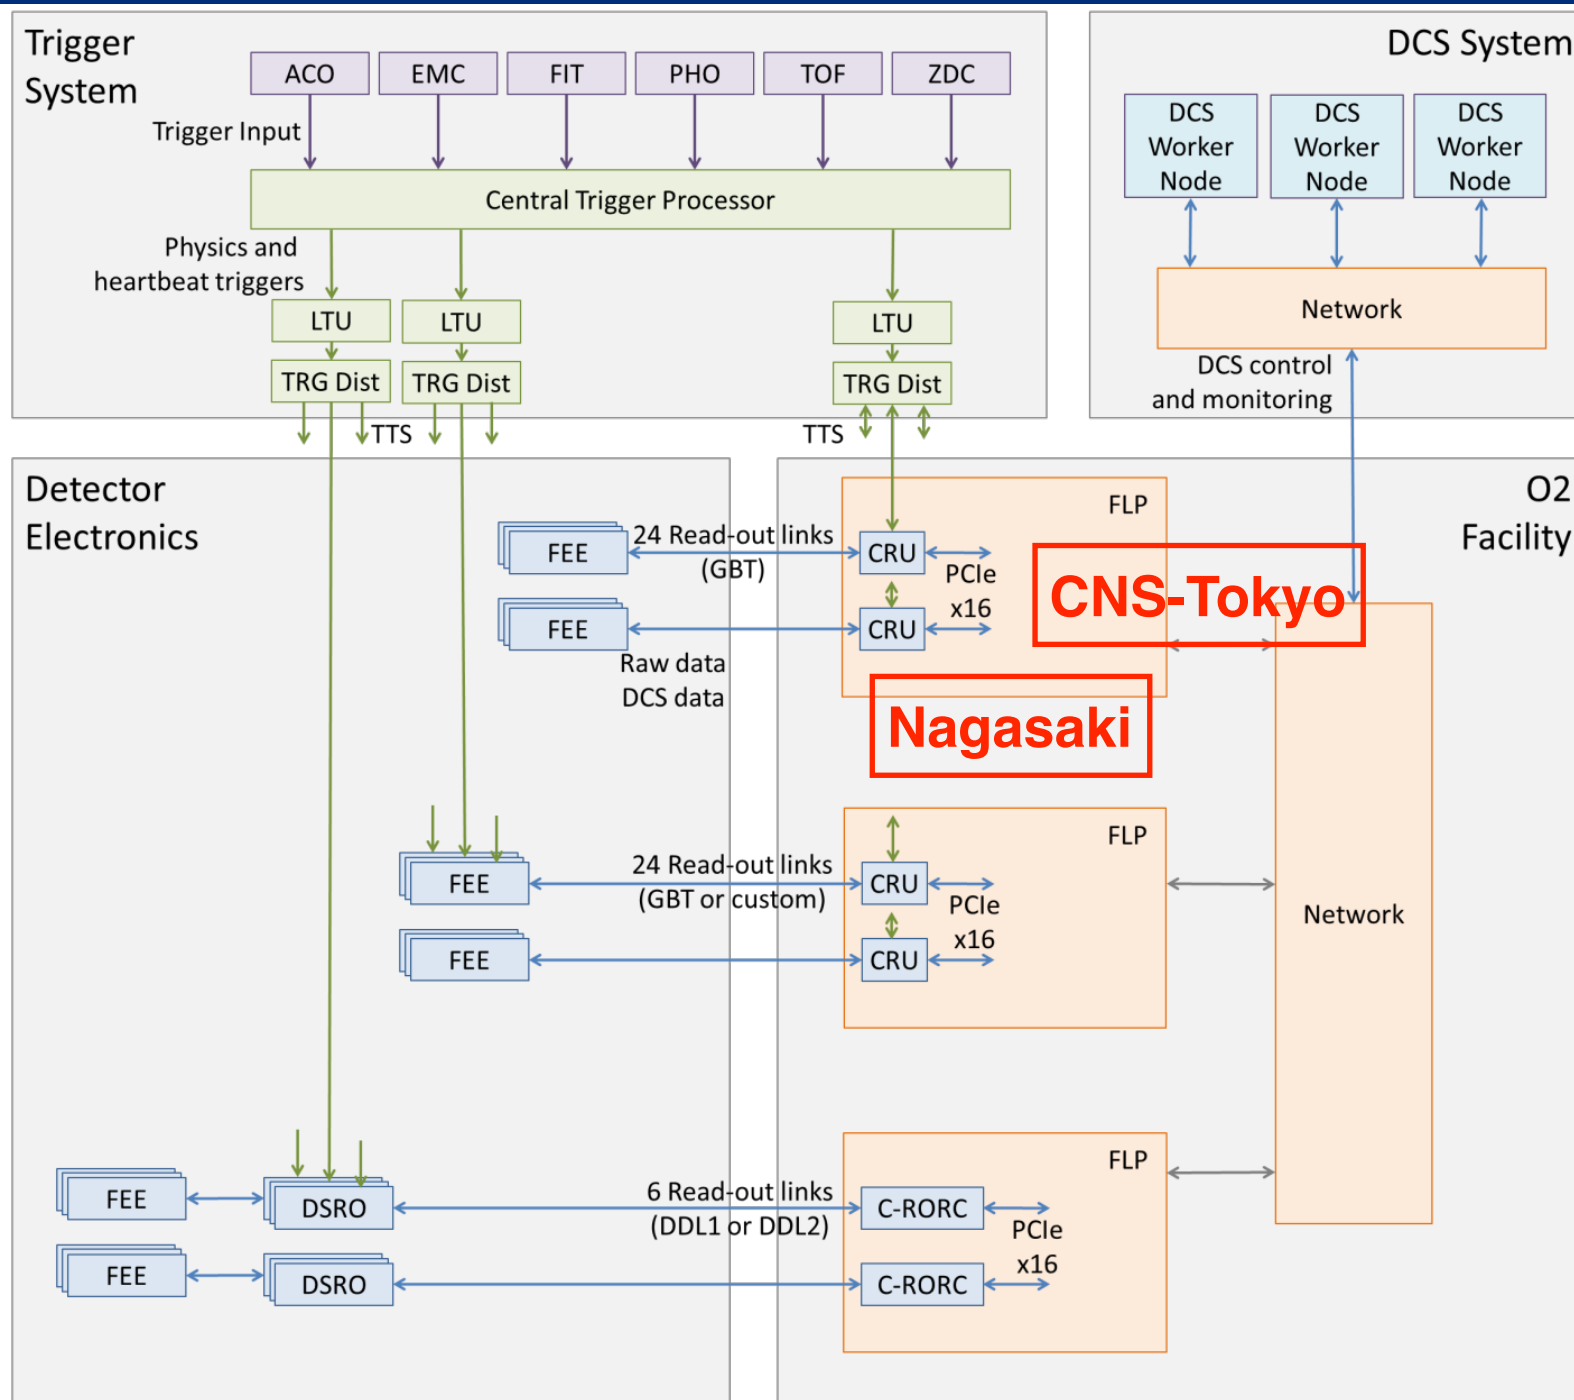 Trigger
System
ACO
EMC
FIT
PHO
TOF
ZDC
Trigger Input
Central Trigger Processor
Physics and
heartbeat triggers
LTU
LTU
LTU
TRG Dist
TRG Dist
TRG Dist
TTS
TTS
DCS System
DCS
Worker
Node
DCS
Worker
Node
DCS
Worker
Node
Network
DCS control
and monitoring
Detector
Electronics
O2
Facility
FLP
FEE
24 Read-out links
(GBT)
CRU
PCIe
x16
FEE
CRU
Raw data
DCS data
CNS-Tokyo
Nagasaki
FLP
FEE
24 Read-out links
(GBT or custom)
CRU
PCIe
x16
FEE
CRU
Network
FLP
FEE
DSRO
6 Read-out links
(DDL1 or DDL2)
C-RORC
PCIe
x16
FEE
DSRO
C-RORC